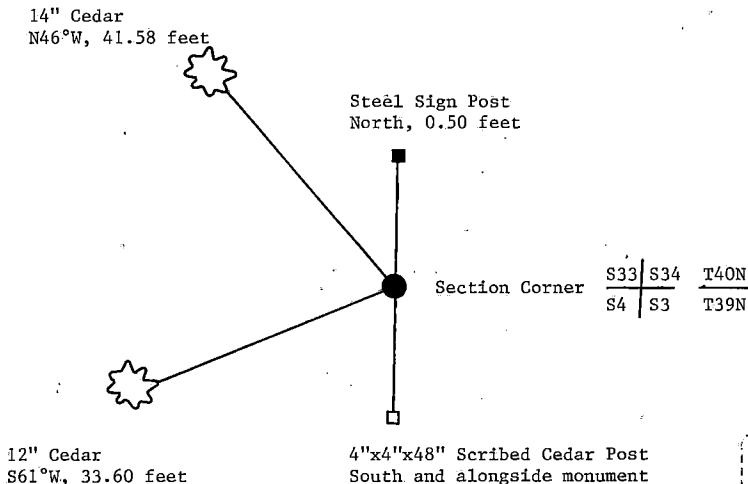 14" Cedar
N46°W, 41.58 feet
Steel Sign Post
North, 0.50 feet
Section Corner
S33 S34 T40N
S4 S3 T39N
12" Cedar
S61°W, 33.60 feet
4"x4"x48" Scribed Cedar Post
South and alongside monument